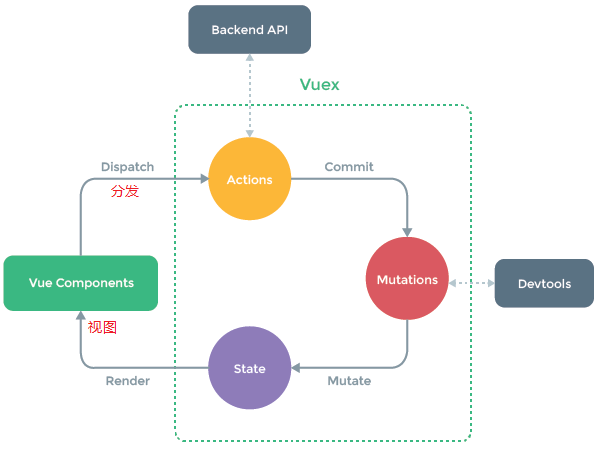 Backend API
Vuex
Dispatch
分发
Actions
Commit
Vue Components
视图
Mutations
Devtools
State
Render
Mutate